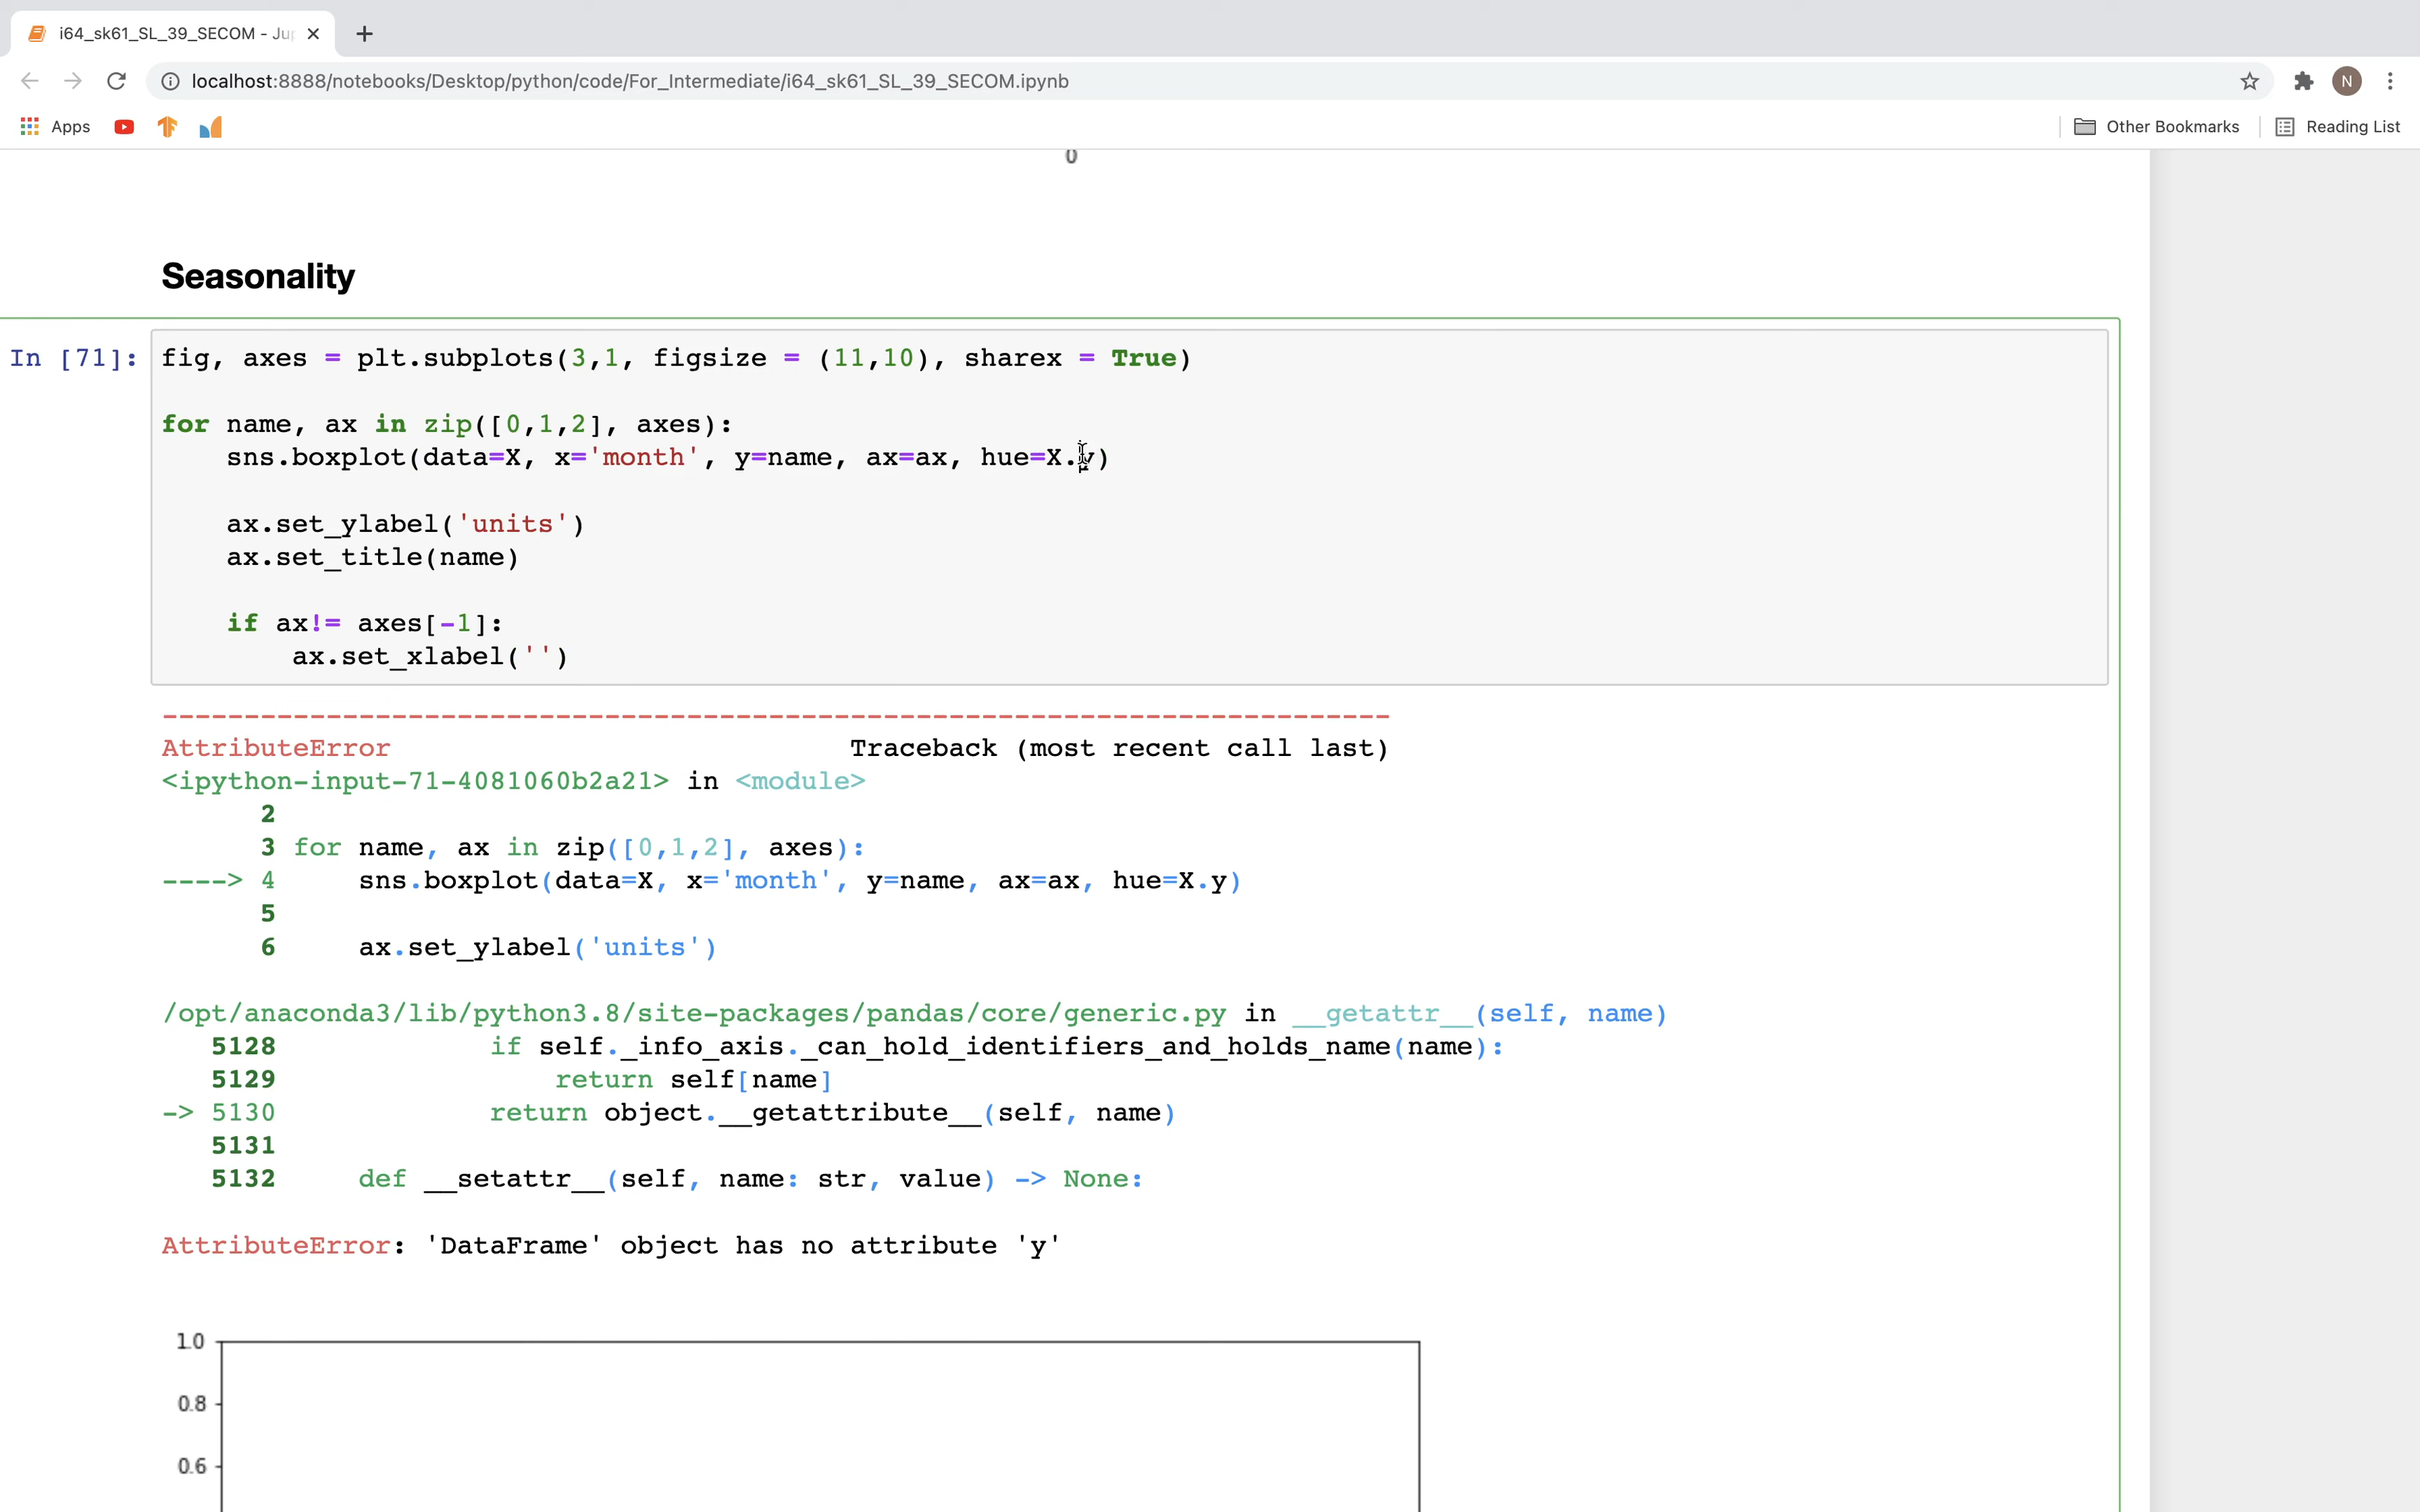 i64_sk61_SL_39_SECOM - Jup
localhost:8888/notebooks/Desktop/python/code/For_Intermediate/i64_sk61_SL_39_SECOM.ipynb
N
Apps
Other Bookmarks
Reading List
0
Seasonality
In [71]:
fig, axes = plt.subplots(3,1, figsize = (11,10), sharex = True)
for name, ax in zip([0,1,2], axes):
    sns.boxplot(data=X, x='month', y=name, ax=ax, hue=X.y)
    ax.set_ylabel('units')
    ax.set_title(name)
    if ax!= axes[-1]:
        ax.set_xlabel('')
---------------------------------------------------------------------------
AttributeError                            Traceback (most recent call last)
<ipython-input-71-4081060b2a21> in <module>
      2
      3 for name, ax in zip([0,1,2], axes):
----> 4     sns.boxplot(data=X, x='month', y=name, ax=ax, hue=X.y)
      5
      6     ax.set_ylabel('units')
/opt/anaconda3/lib/python3.8/site-packages/pandas/core/generic.py in __getattr__(self, name)
   5128             if self._info_axis._can_hold_identifiers_and_holds_name(name):
   5129                 return self[name]
-> 5130             return object.__getattribute__(self, name)
   5131
   5132     def __setattr__(self, name: str, value) -> None:
AttributeError: 'DataFrame' object has no attribute 'y'
1.0
0.8
0.6